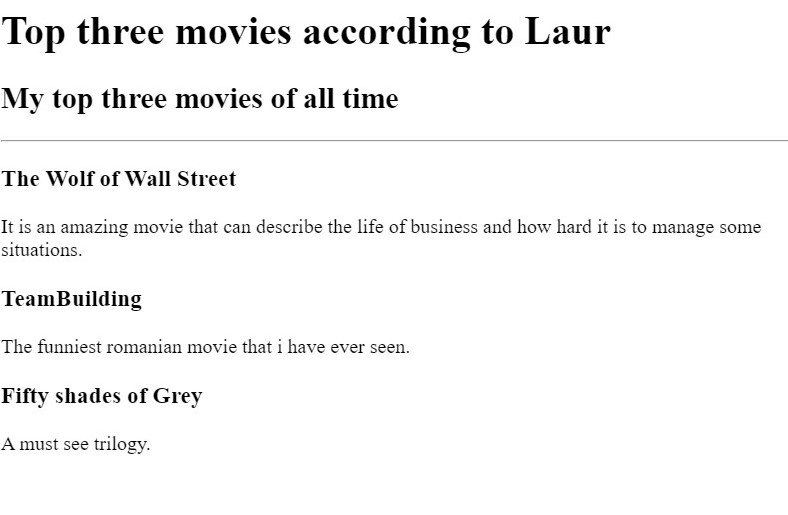 Top three movies according to Laur
My top three movies of all time
The Wolf of Wall Street
It is an amazing movie that can describe the life of business and how hard it is to manage some
situations.
TeamBuilding
The funniest romanian movie that i have ever seen.
Fifty shades of Grey
A must see trilogy.